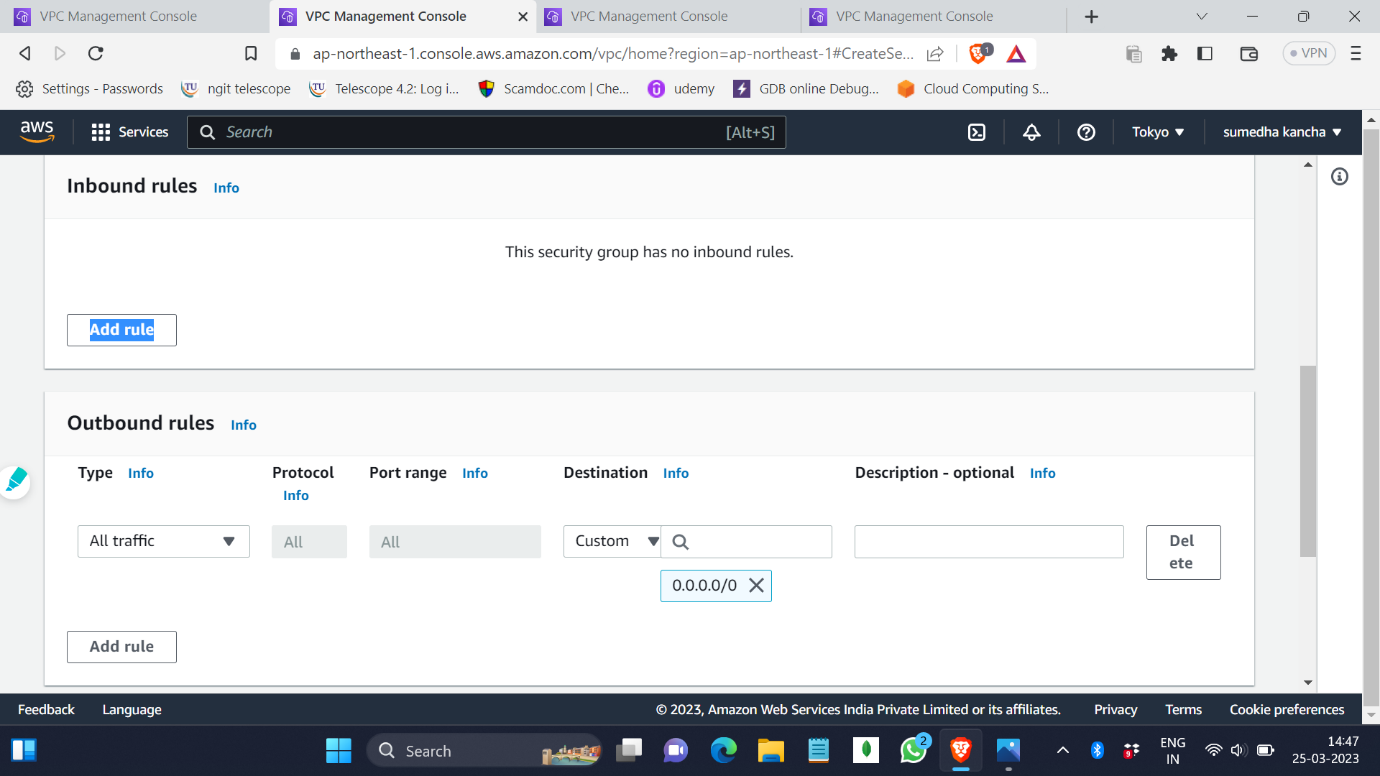 VPC Management Console VPC Management Console VPC Management Console VPC Management Console
ap-northeast-1.console.aws.amazon.com/vpc/home?region=ap-northeast-1#CreateSe... 1 VPN
Settings - Passwords ngit telescope Telescope 4.2: Log i... Scamdoc.com | Che... udemy GDB online Debug... Cloud Computing S...
aws Services Search [Alt+S] Tokyo sumedha kancha
Inbound rules Info
This security group has no inbound rules.
Add rule
Outbound rules Info
Type Info Protocol Info Port range Info Destination Info Description - optional Info
All traffic All All Custom Del
ete
0.0.0.0/0
Add rule
Feedback Language © 2023, Amazon Web Services India Private Limited or its affiliates. Privacy Terms Cookie preferences
Search 2 9 ENG
IN
14:47
25-03-2023